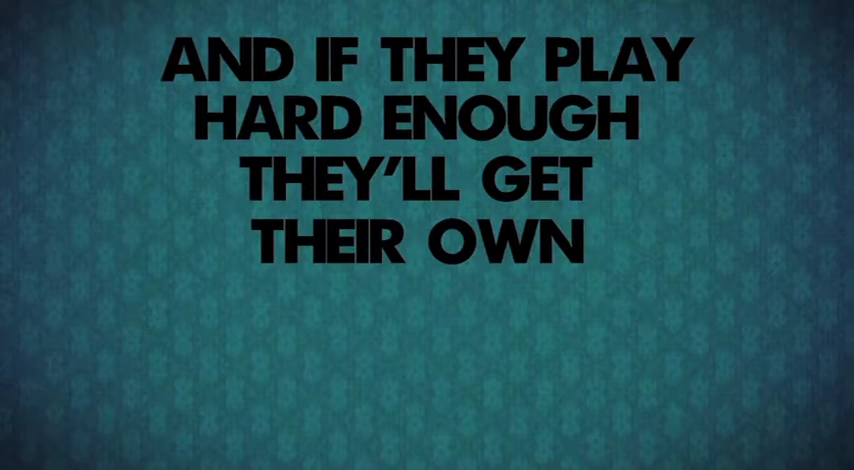 AND IF THEY PLAY
HARD ENOUGH
THEY'LL GET
THEIR OWN